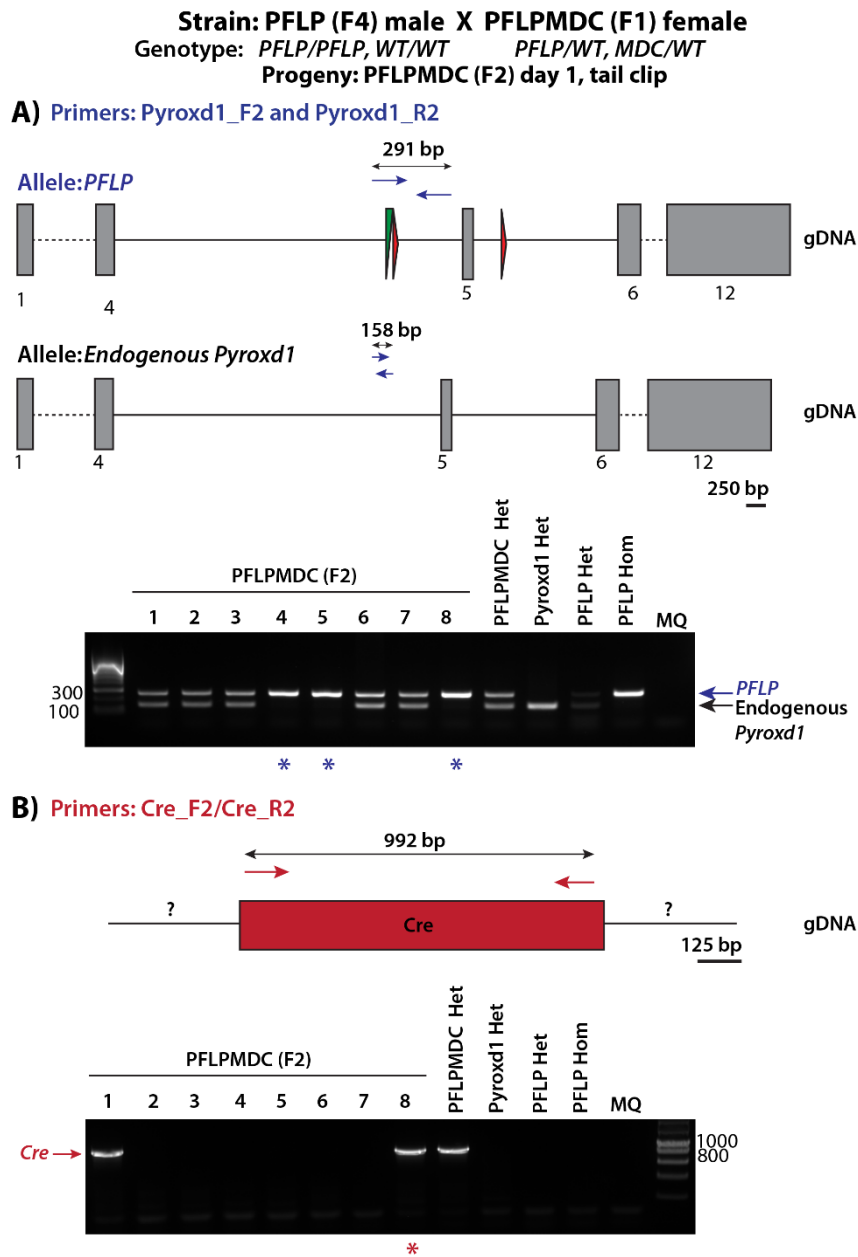 Strain: PFLP (F4) male X PFLPMDC (F1) female
Genotype: PFLP/PFLP, WT/WT PFLP/WT, MDC/WT
Progeny: PFLPMDC (F2) day 1, tail clip
A) Primers: Pyroxd1_F2 and Pyroxd1_R2
291 bp
Allele:PFLP
gDNA
1 4 5 6 12
158 bp
Allele:Endogenous Pyroxd1
gDNA
1 4 5 6 12
250 bp
PFLPMDC (F2)
PFLPMDC Het
Pyroxd1 Het
PFLP Het
PFLP Hom
MQ
1 2 3 4 5 6 7 8
300
100
PFLP
Endogenous
Pyroxd1
* * *
B) Primers: Cre_F2/Cre_R2
992 bp
? ?
Cre
gDNA
125 bp
PFLPMDC (F2)
PFLPMDC Het
Pyroxd1 Het
PFLP Het
PFLP Hom
MQ
1 2 3 4 5 6 7 8
Cre
1000
800
*